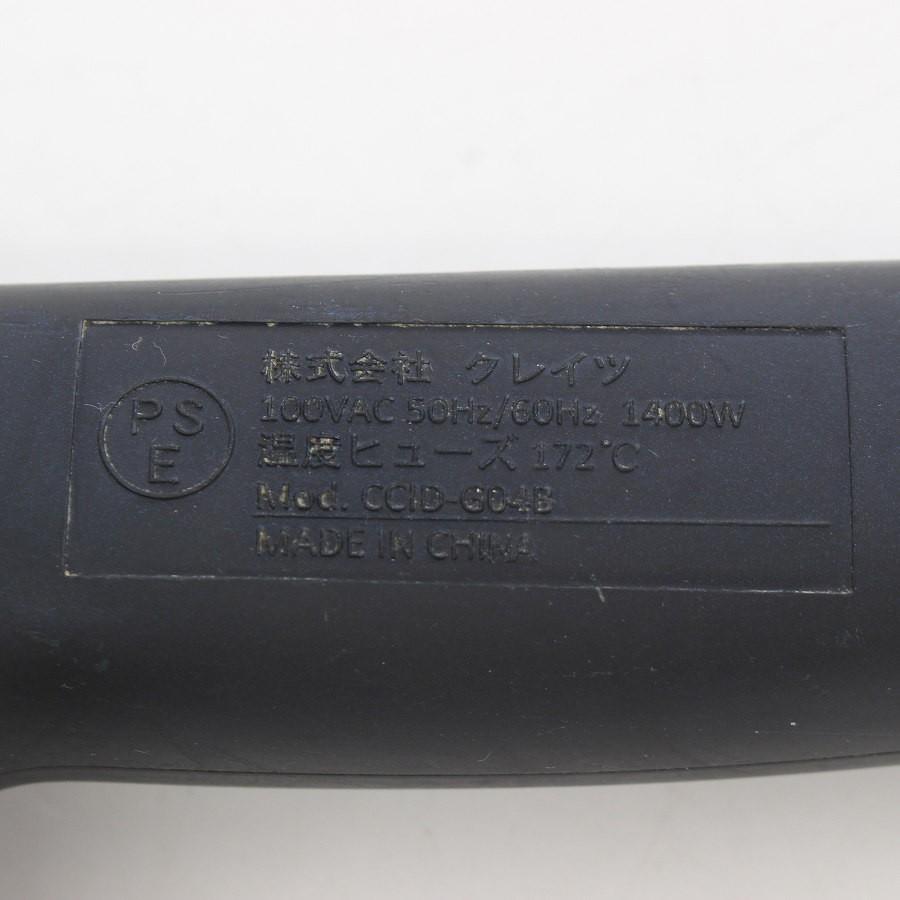 PS
E
株式会社 クレイツ
100VAC 50Hz/60Hz 1400W
温度ヒューズ 172℃
Mod. CCID-G04B
MADE IN CHINA